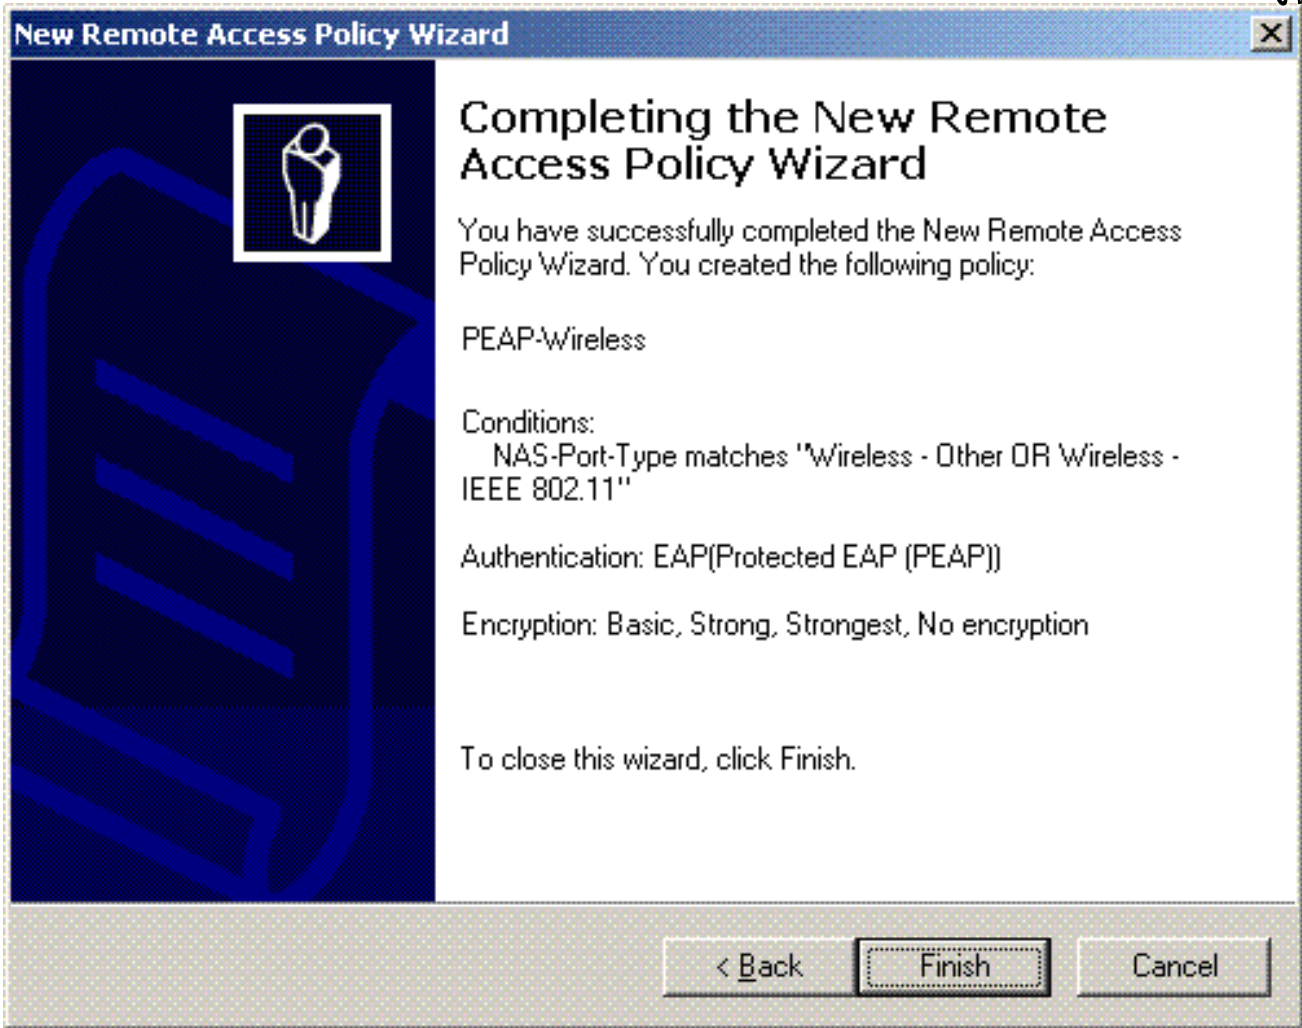 New Remote Access Policy Wizard
Completing the New Remote
Access Policy Wizard
You have successfully completed the New Remote Access
Policy Wizard. You created the following policy:
PEAP-Wireless
Conditions:
NAS-Port-Type matches "Wireless - Other OR Wireless -
IEEE 802.11"
Authentication: EAP(Protected EAP (PEAP))
Encryption: Basic, Strong, Strongest, No encryption
To close this wizard, click Finish.
< Back
Finish
Cancel